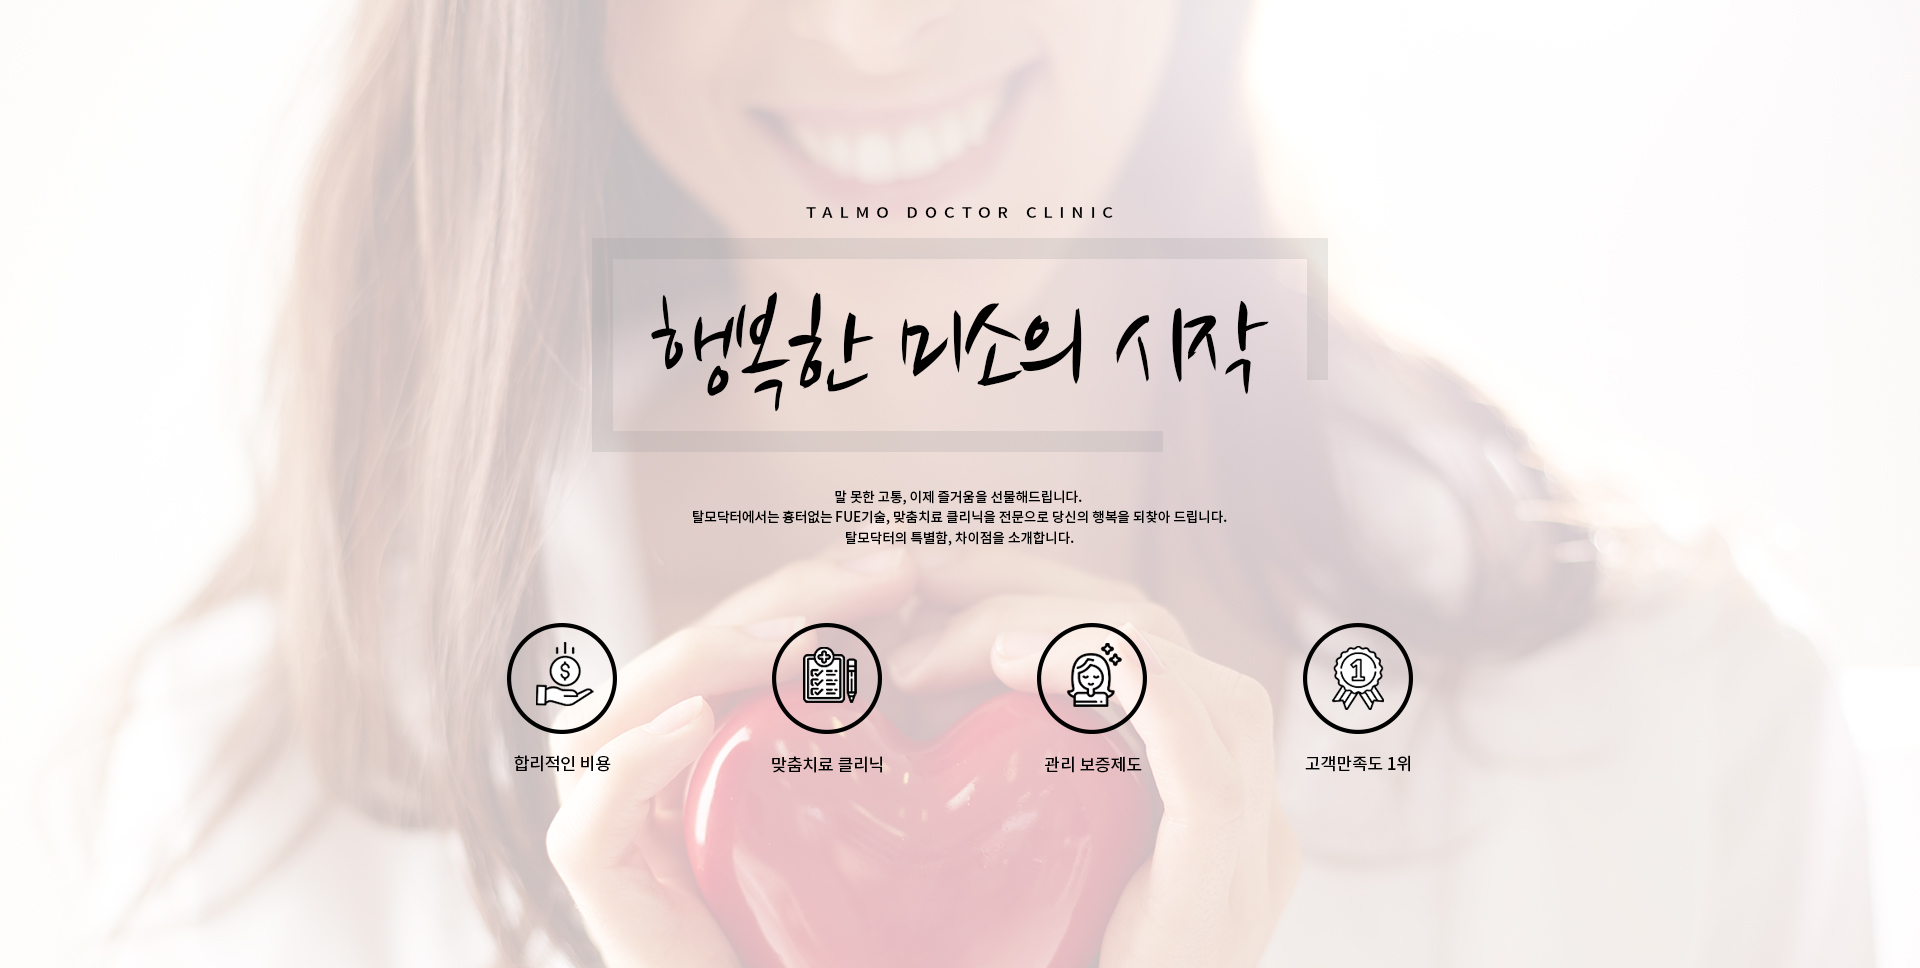 TALMO DOCTOR CLINIC
행복한 미소의 시작
말 못한 고통, 이제 즐거움을 선물해드립니다.
탈모닥터에서는 흉터없는 FUE기술, 맞춤치료 클리닉을 전문으로 당신의 행복을 되찾아 드립니다.
탈모닥터의 특별함, 차이점을 소개합니다.
$
1
합리적인 비용
맞춤치료 클리닉
관리 보증제도
고객만족도 1위